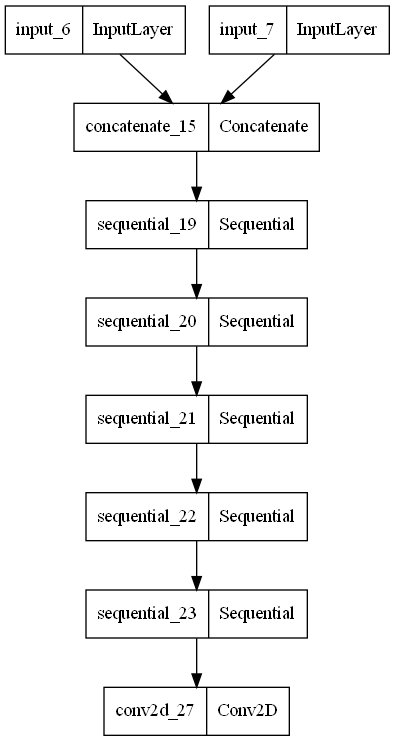 input_6 InputLayer input_7 InputLayer
concatenate_15 Concatenate
sequential_19 Sequential
sequential_20 Sequential
sequential_21 Sequential
sequential_22 Sequential
sequential_23 Sequential
conv2d_27 Conv2D